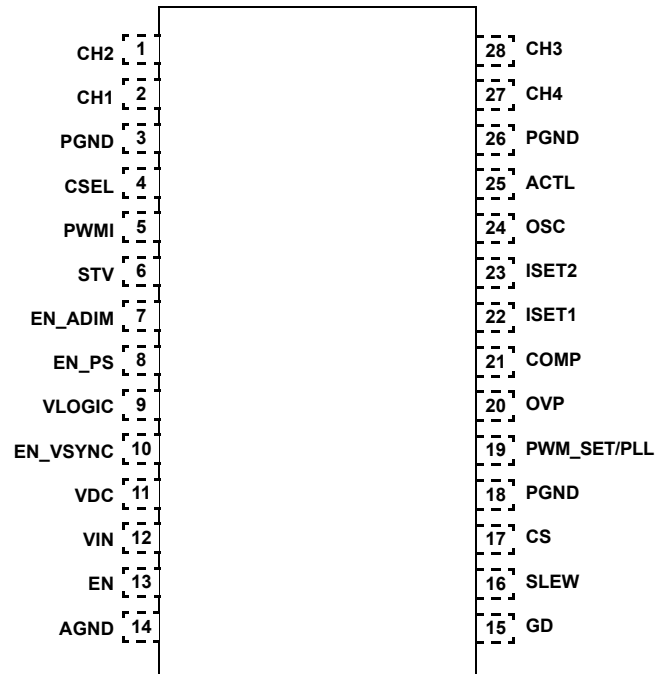 CH2 1 28 CH3
CH1 2 27 CH4
PGND 3 26 PGND
CSEL 4 25 ACTL
PWMI 5 24 OSC
STV 6 23 ISET2
EN_ADIM 7 22 ISET1
EN_PS 8 21 COMP
VLOGIC 9 20 OVP
EN_VSYNC 10 19 PWM_SET/PLL
VDC 11 18 PGND
VIN 12 17 CS
EN 13 16 SLEW
AGND 14 15 GD